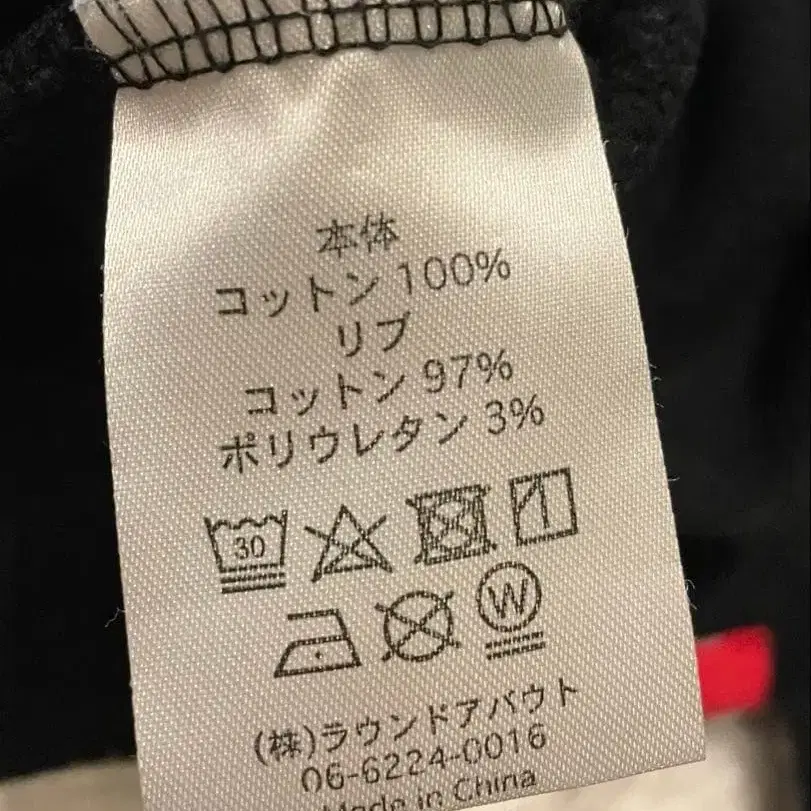 本体
コットン 100%
リブ
コットン 97%
ポリウレタン 3%
30
W
(株)ラウンドアバウト
06-6224-0016
Made in China